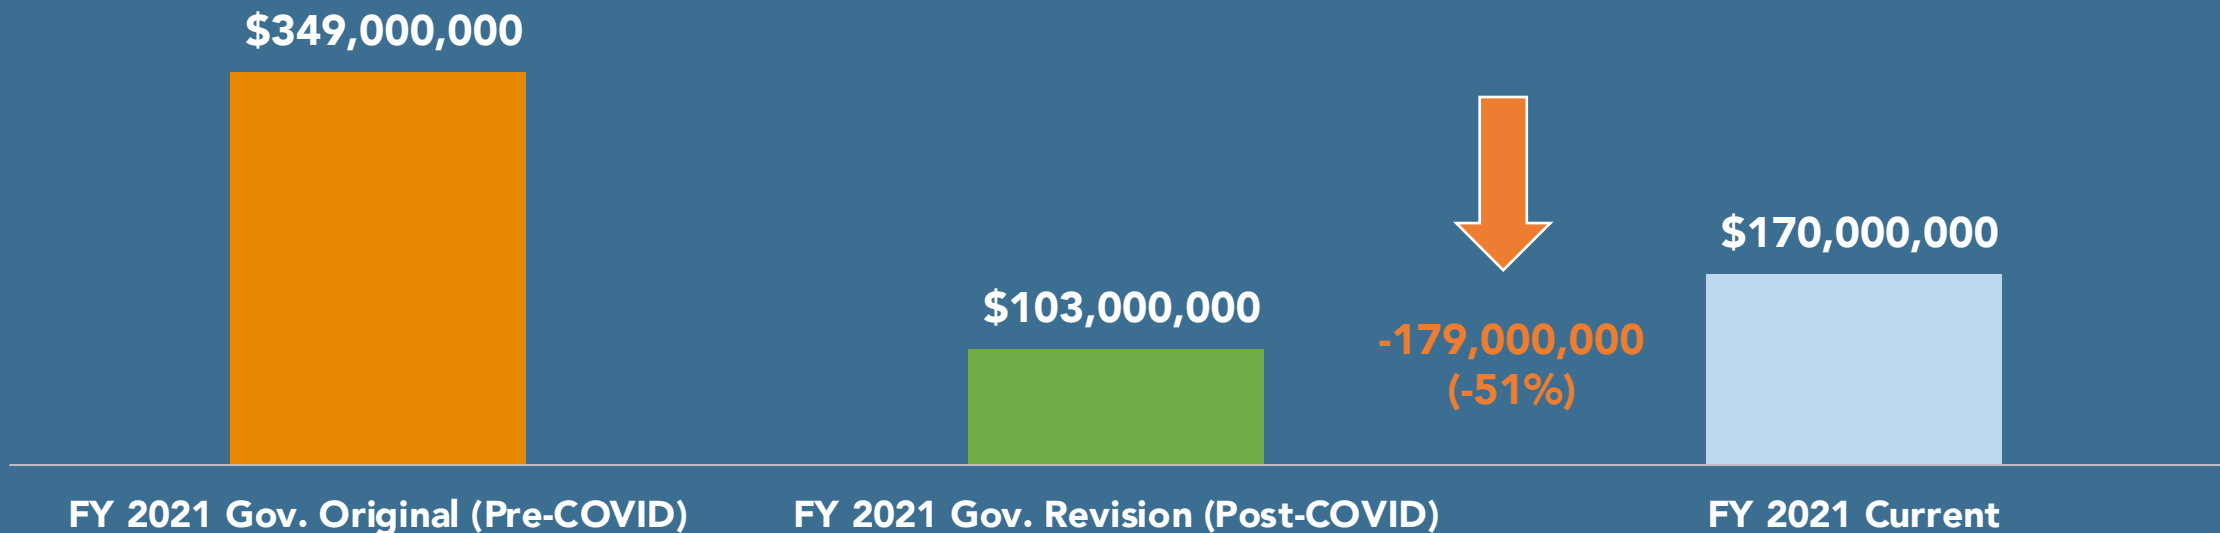 $349,000,000
$103,000,000
-179,000,000
(-51%)
$170,000,000
FY 2021 Gov. Original (Pre-COVID)
FY 2021 Gov. Revision (Post-COVID)
FY 2021 Current